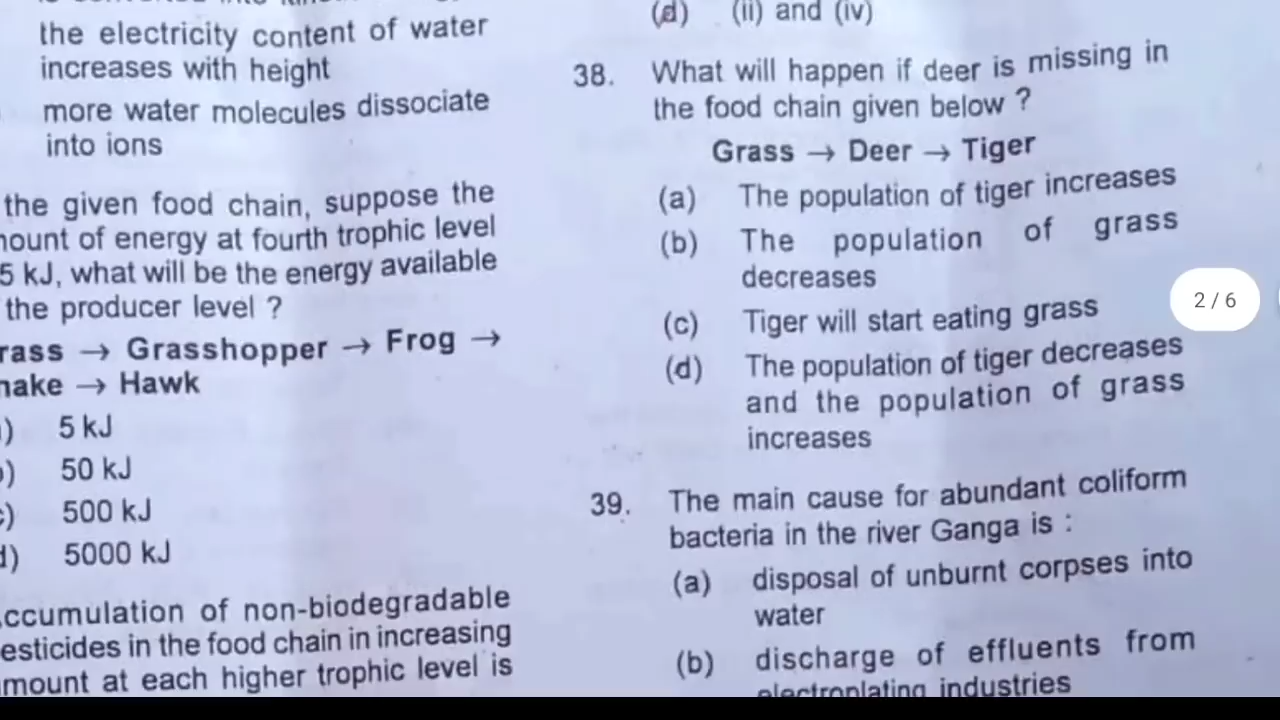 the electricity content of water
increases with height
more water molecules dissociate
into ions
the given food chain, suppose the
of energy at fourth trophic level
5 kJ, what will be the energy available
the producer level ?
→ Grasshopper → Frog →
→ Hawk
5 kJ
50 kJ
500 kJ
5000 kJ
of non-biodegradable
in the food chain in increasing
at each higher trophic level is
(d) (ii) and (iv)
38. What will happen if deer is missing in
the food chain given below ?
Grass → Deer → Tiger
(a) The population of tiger increases
(b) The population of grass
decreases
(c) Tiger will start eating grass
(d) The population of tiger decreases
and the population of grass
increases
39. The main cause for abundant coliform
bacteria in the river Ganga is :
(a) disposal of unburnt corpses into
water
(b) discharge of effluents from
electroplating industries
2 / 6